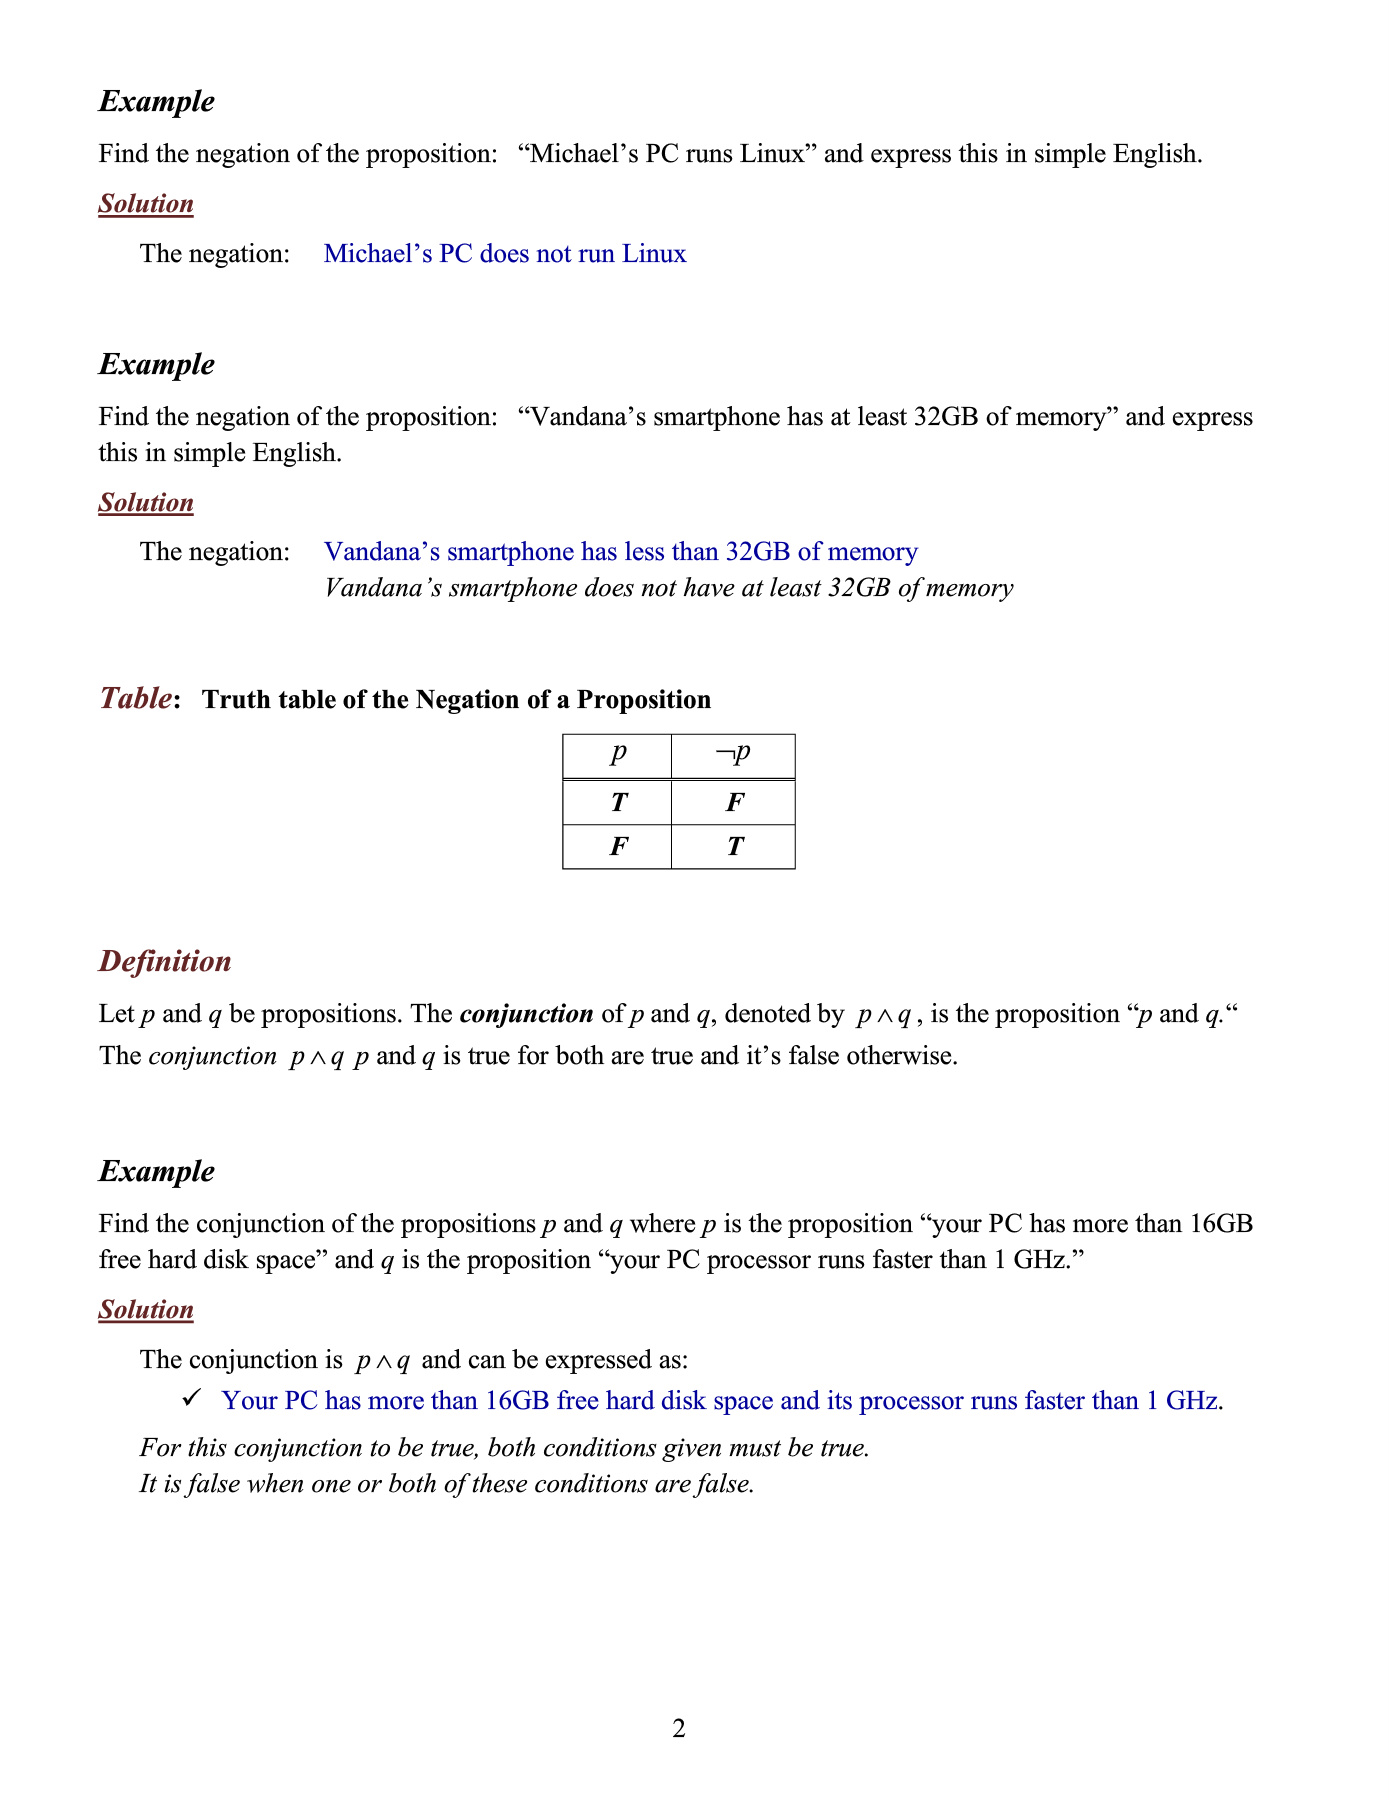 Example
Find the negation of the proposition: “Michael’s PC runs Linux” and express this in simple English.
Solution
The negation: Michael’s PC does not run Linux
Example
Find the negation of the proposition: “Vandana’s smartphone has at least 32GB of memory” and express
this in simple English.
Solution
The negation: Vandana’s smartphone has less than 32GB of memory
Vandana’s smartphone does not have at least 32GB of memory
Table: Truth table of the Negation of a Proposition
p ¬p
T F
F T
Definition
Let p and q be propositions. The conjunction of p and q, denoted by p ∧ q , is the proposition “p and q.“
The conjunction p ∧ q p and q is true for both are true and it’s false otherwise.
Example
Find the conjunction of the propositions p and q where p is the proposition “your PC has more than 16GB
free hard disk space” and q is the proposition “your PC processor runs faster than 1 GHz.”
Solution
The conjunction is p ∧ q and can be expressed as:
✓ Your PC has more than 16GB free hard disk space and its processor runs faster than 1 GHz.
For this conjunction to be true, both conditions given must be true.
It is false when one or both of these conditions are false.
2